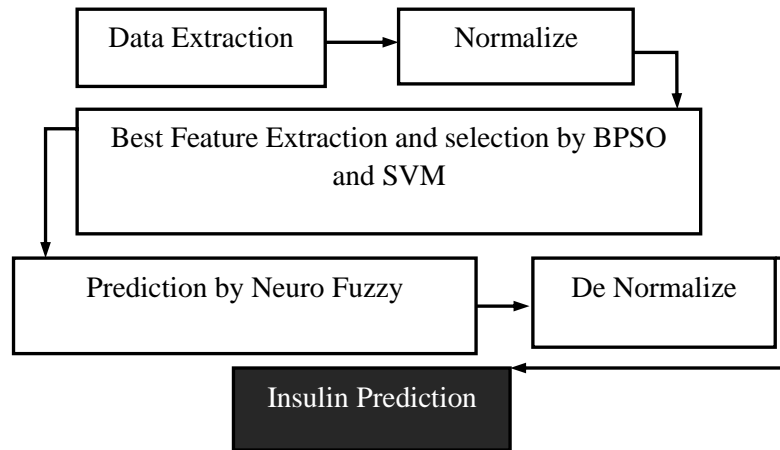 Data Extraction
Normalize
Best Feature Extraction and selection by BPSO
and SVM
Prediction by Neuro Fuzzy
De Normalize
Insulin Prediction